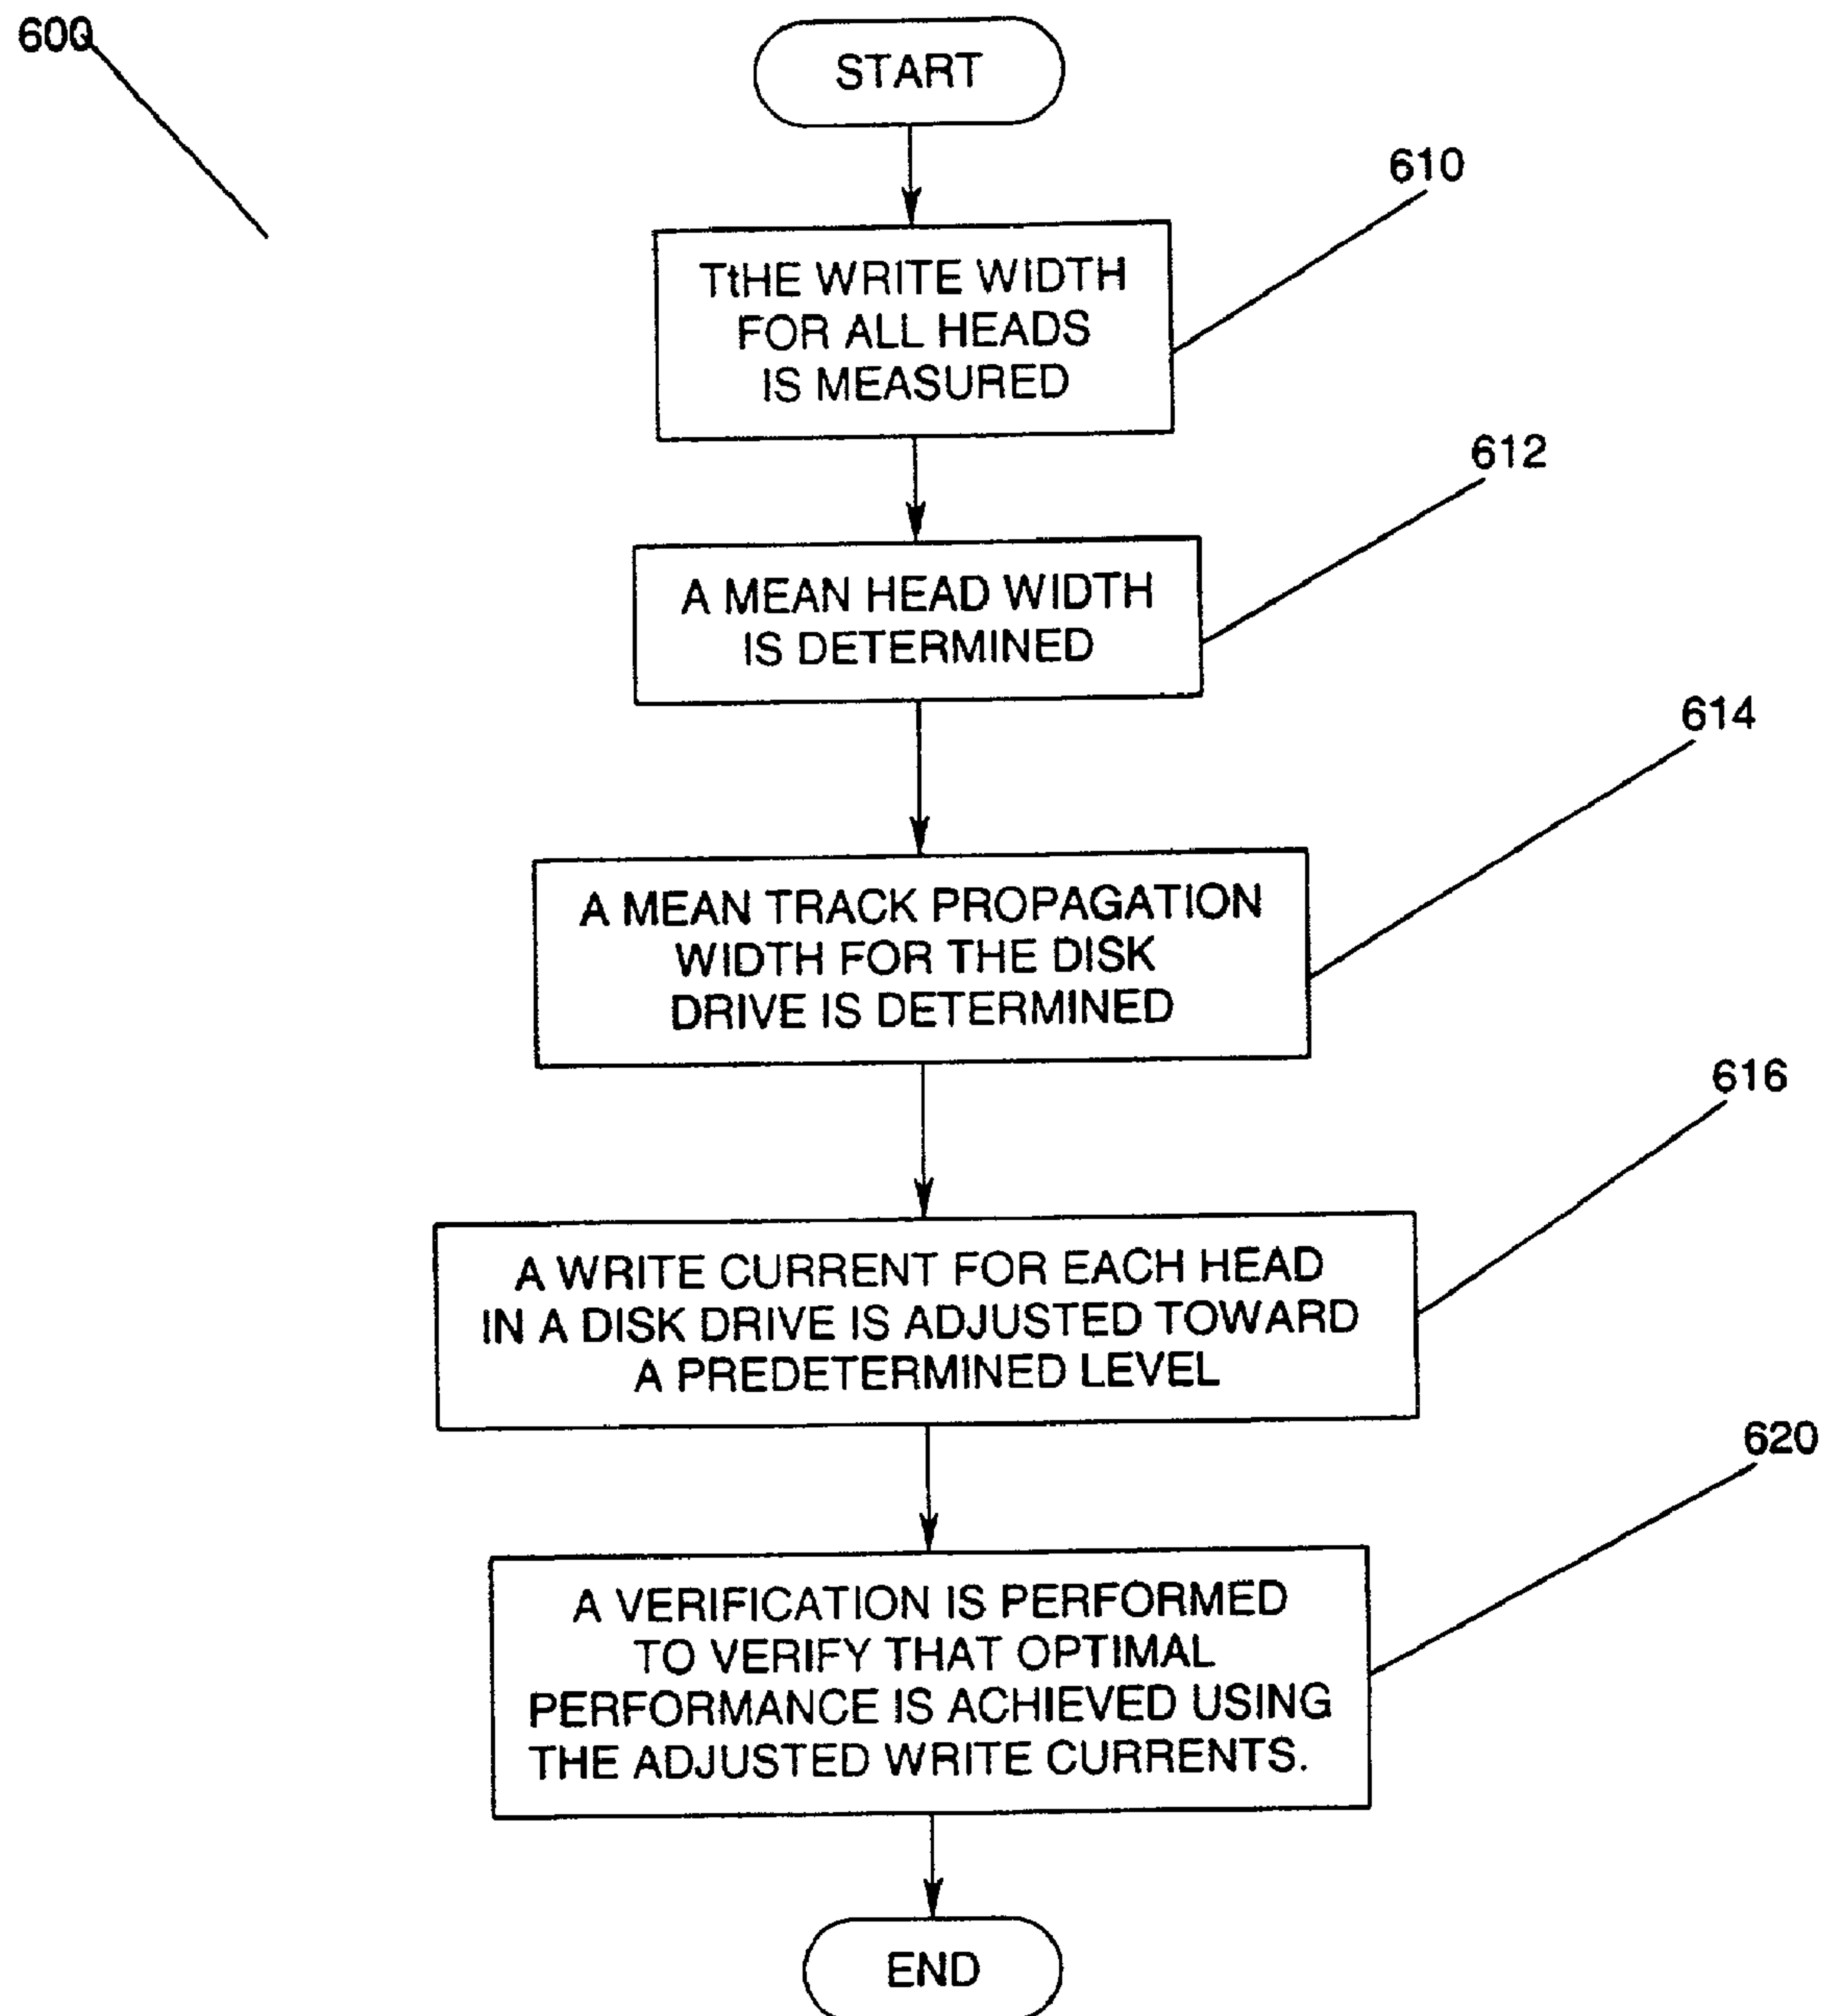 600
START
610
TtHE WRITE WIDTH
FOR ALL HEADS
IS MEASURED
612
A MEAN HEAD WIDTH
IS DETERMINED
614
A MEAN TRACK PROPAGATION
WIDTH FOR THE DISK
DRIVE IS DETERMINED
616
A WRITE CURRENT FOR EACH HEAD
IN A DISK DRIVE IS ADJUSTED TOWARD
A PREDETERMINED LEVEL
620
A VERIFICATION IS PERFORMED
TO VERIFY THAT OPTIMAL
PERFORMANCE IS ACHIEVED USING
THE ADJUSTED WRITE CURRENTS.
END